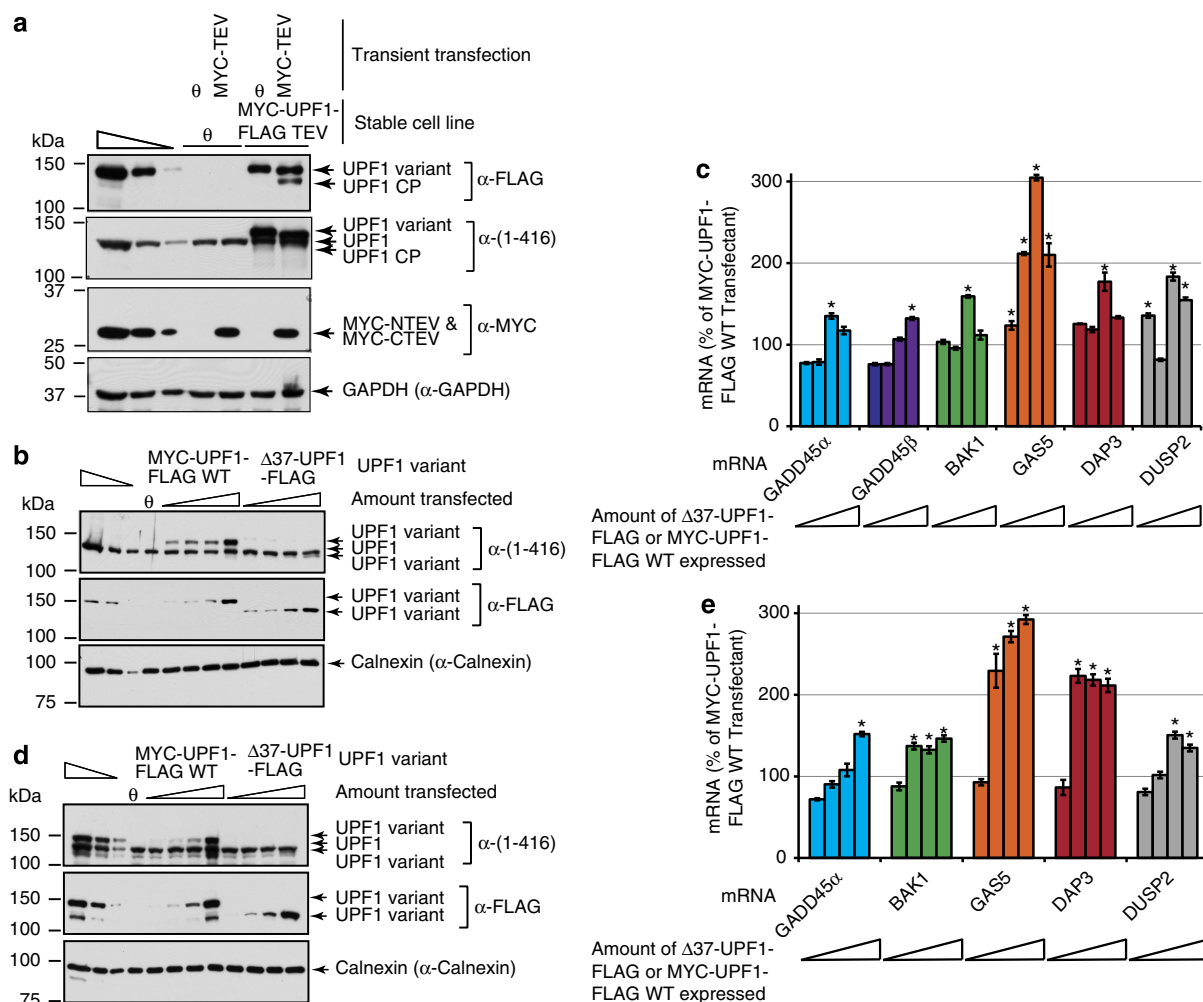 a
MYC-TEV
MYC-TEV
Transient transfection
θ
θ
MYC-UPF1-
FLAG TEV
Stable cell line
θ
kDa
150
UPF1 variant
UPF1 CP
α-FLAG
100
150
UPF1 variant
UPF1
UPF1 CP
α-(1-416)
100
37
MYC-NTEV &
MYC-CTEV
α-MYC
25
50
37
GAPDH (α-GAPDH)
b
MYC-UPF1-
FLAG WT
Δ37-UPF1
-FLAG
UPF1 variant
θ
Amount transfected
kDa
150
UPF1 variant
UPF1
UPF1 variant
α-(1-416)
100
150
UPF1 variant
UPF1 variant
α-FLAG
100
100
Calnexin (α-Calnexin)
75
d
MYC-UPF1-
FLAG WT
Δ37-UPF1
-FLAG
UPF1 variant
θ
Amount transfected
kDa
150
UPF1 variant
UPF1
UPF1 variant
α-(1-416)
100
150
UPF1 variant
UPF1 variant
α-FLAG
100
100
Calnexin (α-Calnexin)
75
c
mRNA (% of MYC-UPF1-
FLAG WT Transfectant)
300
200
100
0
* * * * * * * * * *
mRNA
GADD45α
GADD45β
BAK1
GAS5
DAP3
DUSP2
Amount of Δ37-UPF1-
FLAG or MYC-UPF1-
FLAG WT expressed
e
mRNA (% of MYC-UPF1-
FLAG WT Transfectant)
300
200
100
0
* * * * * * * * * * * *
mRNA
GADD45α
BAK1
GAS5
DAP3
DUSP2
Amount of Δ37-UPF1-
FLAG or MYC-UPF1-
FLAG WT expressed